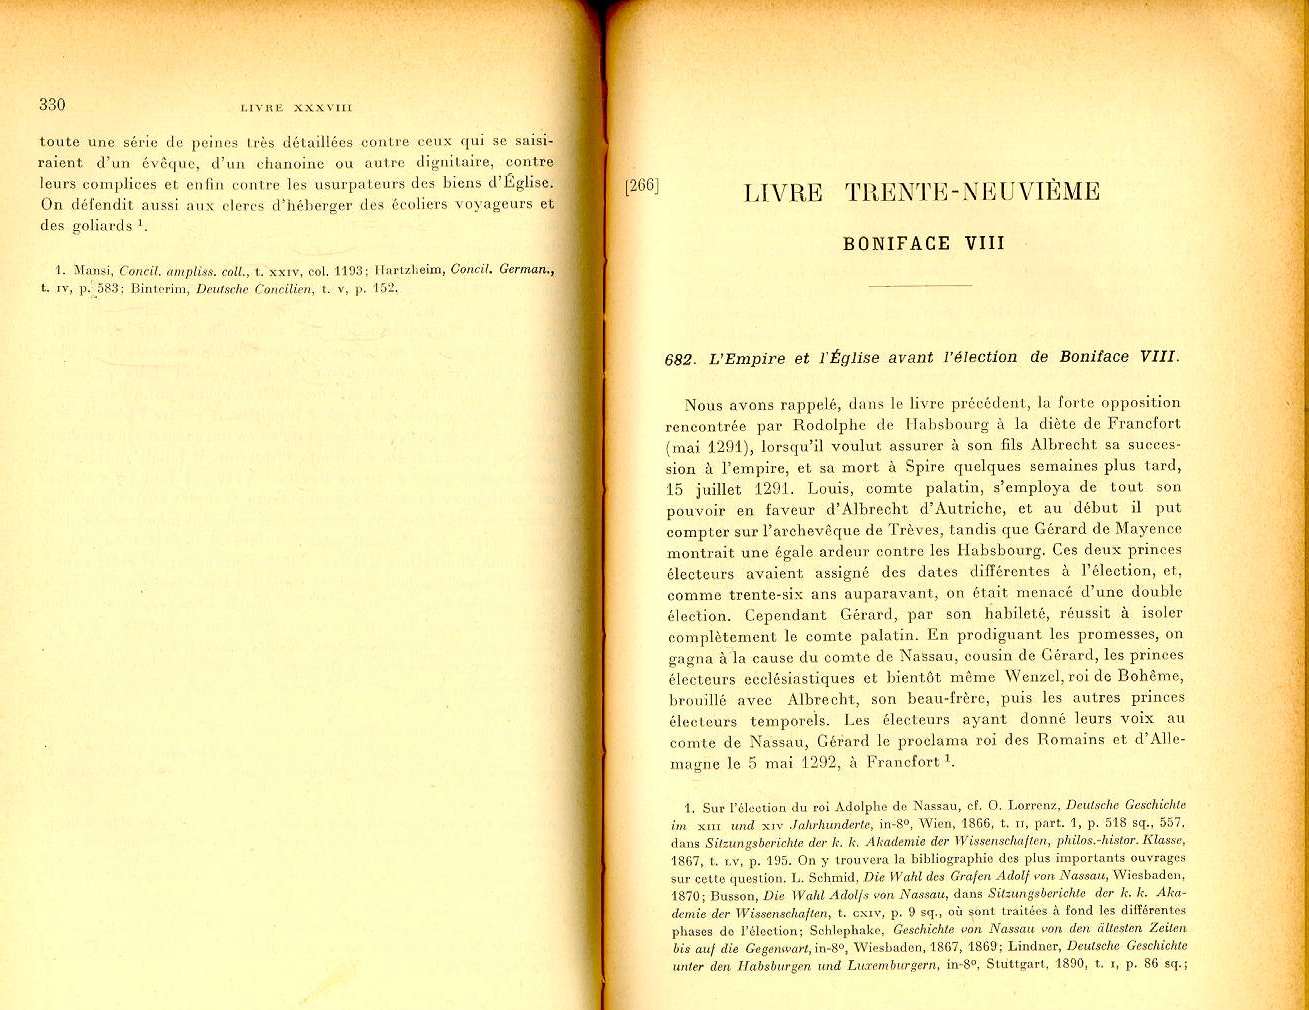 330
LIVRE XXXVIII
toute une série de peines très détaillées contre ceux qui se saisi-
raient d'un évêque, d'un chanoine ou autre dignitaire, contre
leurs complices et enfin contre les usurpateurs des biens d'Église.
On défendit aussi aux clercs d'héberger des écoliers voyageurs et
des goliards ¹.
1. Mansi, Concil. ampliss. coll., t. XXIV, col. 1193; Hartzheim, Concil. German.,
t. IV, p. 583; Binterim, Deutsche Concilien, t. V, p. 152.
[266]
LIVRE TRENTE-NEUVIÈME
BONIFACE VIII
682. L'Empire et l'Église avant l'élection de Boniface VIII.
Nous avons rappelé, dans le livre précédent, la forte opposition
rencontrée par Rodolphe de Habsbourg à la diète de Francfort
(mai 1291), lorsqu'il voulut assurer à son fils Albrecht sa succes-
sion à l'empire, et sa mort à Spire quelques semaines plus tard,
15 juillet 1291. Louis, comte palatin, s'employa de tout son
pouvoir en faveur d'Albrecht d'Autriche, et au début il put
compter sur l'archevêque de Trèves, tandis que Gérard de Mayence
montrait une égale ardeur contre les Habsbourg. Ces deux princes
électeurs avaient assigné des dates différentes à l'élection, et,
comme trente-six ans auparavant, on était menacé d'une double
élection. Cependant Gérard, par son habileté, réussit à isoler
complètement le comte palatin. En prodiguant les promesses, on
gagna à la cause du comte de Nassau, cousin de Gérard, les princes
électeurs ecclésiastiques et bientôt même Wenzel, roi de Bohême,
brouillé avec Albrecht, son beau-frère, puis les autres princes
électeurs temporels. Les électeurs ayant donné leurs voix au
comte de Nassau, Gérard le proclama roi des Romains et d'Alle-
magne le 5 mai 1292, à Francfort ¹.
1. Sur l'élection du roi Adolphe de Nassau, cf. O. Lorrenz, Deutsche Geschichte
im XIII und XIV Jahrhunderte, in-8º, Wien, 1866, t. II, part. 1, p. 518 sq., 557,
dans Sitzungsberichte der k. k. Akademie der Wissenschaften, philos.-histor. Klasse,
1867, t. LV, p. 195. On y trouvera la bibliographie des plus importants ouvrages
sur cette question. L. Schmid, Die Wahl des Grafen Adolf von Nassau, Wiesbaden,
1870; Busson, Die Wahl Adolfs von Nassau, dans Sitzungsberichte der k. k. Aka-
demie der Wissenschaften, t. CXIV, p. 9 sq., où sont traitées à fond les différentes
phases de l'élection; Schlephake, Geschichte von Nassau von den ältesten Zeiten
bis auf die Gegenwart, in-8º, Wiesbaden, 1867, 1869; Lindner, Deutsche Geschichte
unter den Habsburgen und Luxemburgern, in-8º, Stuttgart, 1890, t. I, p. 86 sq.;